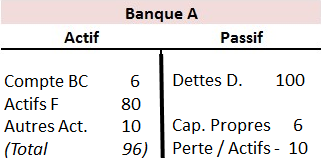 Banque A
Actif Passif
Compte BC 6 Dettes D. 100
Actifs F 80
Autres Act. 10 Cap. Propres 6
(Total 96) Perte / Actifs - 10